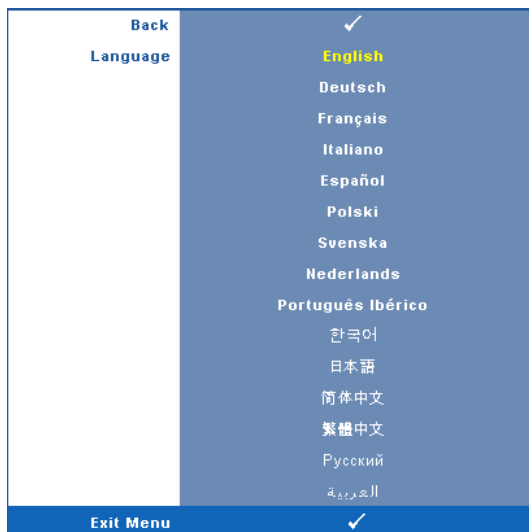 Back ✓
Language English
Deutsch
Français
Italiano
Español
Polski
Svenska
Nederlands
Português Ibérico
한국어
日本語
简体中文
繁體中文
Русский
العربية
Exit Menu ✓